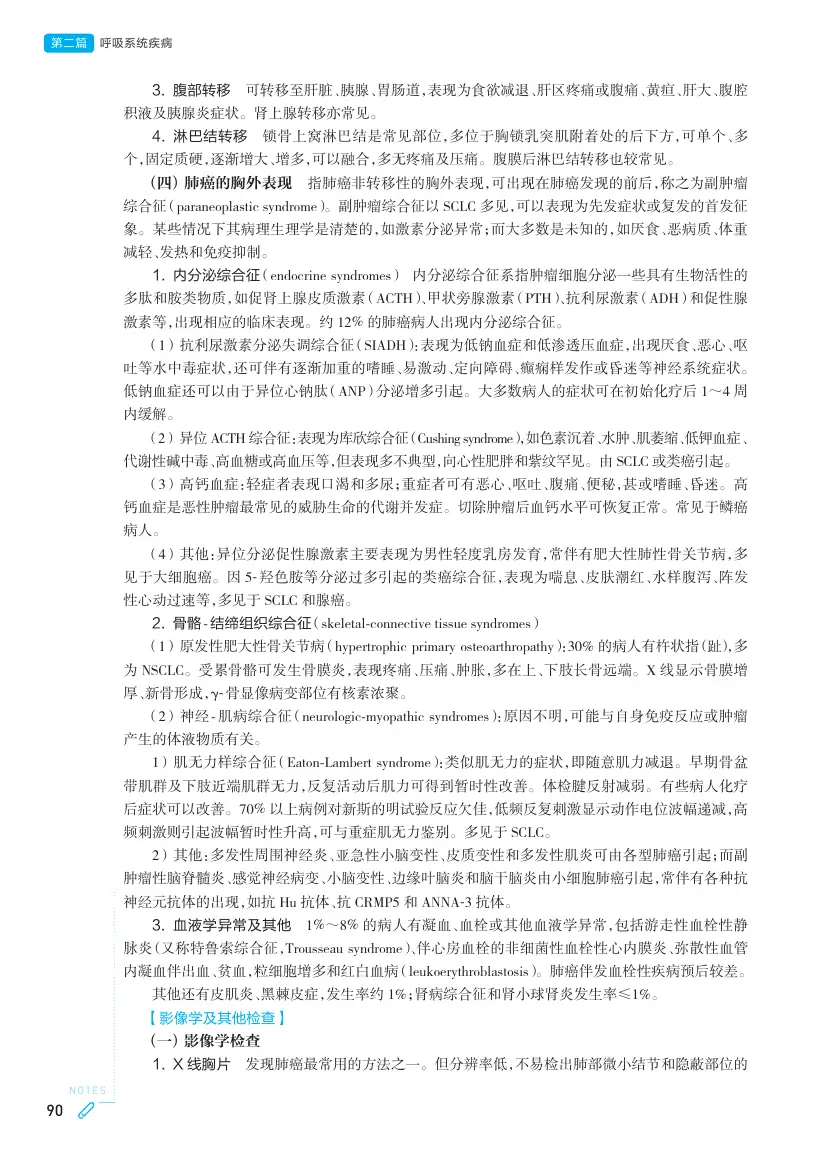 第二篇 呼吸系统疾病
3. 腹部转移 可转移至肝脏、胰腺、胃肠道,表现为食欲减退、肝区疼痛或腹痛、黄疸、肝大、腹腔
积液及胰腺炎症状。肾上腺转移亦常见。
4. 淋巴结转移 锁骨上窝淋巴结是常见部位,多位于胸锁乳突肌附着处的后下方,可单个、多
个,固定质硬,逐渐增大、增多,可以融合,多无疼痛及压痛。腹膜后淋巴结转移也较常见。
(四)肺癌的胸外表现 指肺癌非转移性的胸外表现,可出现在肺癌发现的前后,称之为副肿瘤
综合征(paraneoplastic syndrome)。副肿瘤综合征以 SCLC 多见,可以表现为先发症状或复发的首发征
象。某些情况下其病理生理学是清楚的,如激素分泌异常;而大多数是未知的,如厌食、恶病质、体重
减轻、发热和免疫抑制。
1. 内分泌综合征(endocrine syndromes) 内分泌综合征系指肿瘤细胞分泌一些具有生物活性的
多肽和胺类物质,如促肾上腺皮质激素(ACTH)、甲状旁腺激素(PTH)、抗利尿激素(ADH)和促性腺
激素等,出现相应的临床表现。约 12% 的肺癌病人出现内分泌综合征。
(1)抗利尿激素分泌失调综合征(SIADH):表现为低钠血症和低渗透压血症,出现厌食、恶心、呕
吐等水中毒症状,还可伴有逐渐加重的嗜睡、易激动、定向障碍、癫痫样发作或昏迷等神经系统症状。
低钠血症还可以由于异位心钠肽(ANP)分泌增多引起。大多数病人的症状可在初始化疗后 1～4 周
内缓解。
(2)异位 ACTH 综合征:表现为库欣综合征(Cushing syndrome),如色素沉着、水肿、肌萎缩、低钾血症、
代谢性碱中毒、高血糖或高血压等,但表现多不典型,向心性肥胖和紫纹罕见。由 SCLC 或类癌引起。
(3)高钙血症:轻症者表现口渴和多尿;重症者可有恶心、呕吐、腹痛、便秘,甚或嗜睡、昏迷。高
钙血症是恶性肿瘤最常见的威胁生命的代谢并发症。切除肿瘤后血钙水平可恢复正常。常见于鳞癌
病人。
(4)其他:异位分泌促性腺激素主要表现为男性轻度乳房发育,常伴有肥大性肺性骨关节病,多
见于大细胞癌。因 5-羟色胺等分泌过多引起的类癌综合征,表现为喘息、皮肤潮红、水样腹泻、阵发
性心动过速等,多见于 SCLC 和腺癌。
2. 骨骼-结缔组织综合征(skeletal-connective tissue syndromes)
(1)原发性肥大性骨关节病(hypertrophic primary osteoarthropathy):30% 的病人有杵状指(趾),多
为 NSCLC。受累骨骼可发生骨膜炎,表现疼痛、压痛、肿胀,多在上、下肢长骨远端。X 线显示骨膜增
厚、新骨形成,γ-骨显像病变部位有核素浓聚。
(2)神经-肌病综合征(neurologic-myopathic syndromes):原因不明,可能与自身免疫反应或肿瘤
产生的体液物质有关。
1)肌无力样综合征(Eaton-Lambert syndrome):类似肌无力的症状,即随意肌力减退。早期骨盆
带肌群及下肢近端肌群无力,反复活动后肌力可得到暂时性改善。体检腱反射减弱。有些病人化疗
后症状可以改善。70% 以上病例对新斯的明试验反应欠佳,低频反复刺激显示动作电位波幅递减,高
频刺激则引起波幅暂时性升高,可与重症肌无力鉴别。多见于 SCLC。
2)其他:多发性周围神经炎、亚急性小脑变性、皮质变性和多发性肌炎可由各型肺癌引起;而副
肿瘤性脑脊髓炎、感觉神经病变、小脑变性、边缘叶脑炎和脑干脑炎由小细胞肺癌引起,常伴有各种抗
神经元抗体的出现,如抗 Hu 抗体、抗 CRMP5 和 ANNA-3 抗体。
3. 血液学异常及其他 1%～8% 的病人有凝血、血栓或其他血液学异常,包括游走性血栓性静
脉炎(又称特鲁索综合征,Trousseau syndrome)、伴心房血栓的非细菌性血栓性心内膜炎、弥散性血管
内凝血伴出血、贫血,粒细胞增多和红白血病(leukoerythroblastosis)。肺癌伴发血栓性疾病预后较差。
其他还有皮肌炎、黑棘皮症,发生率约 1%;肾病综合征和肾小球肾炎发生率≤1%。
【影像学及其他检查】
(一)影像学检查
1. X 线胸片 发现肺癌最常用的方法之一。但分辨率低,不易检出肺部微小结节和隐蔽部位的
NOTES
90